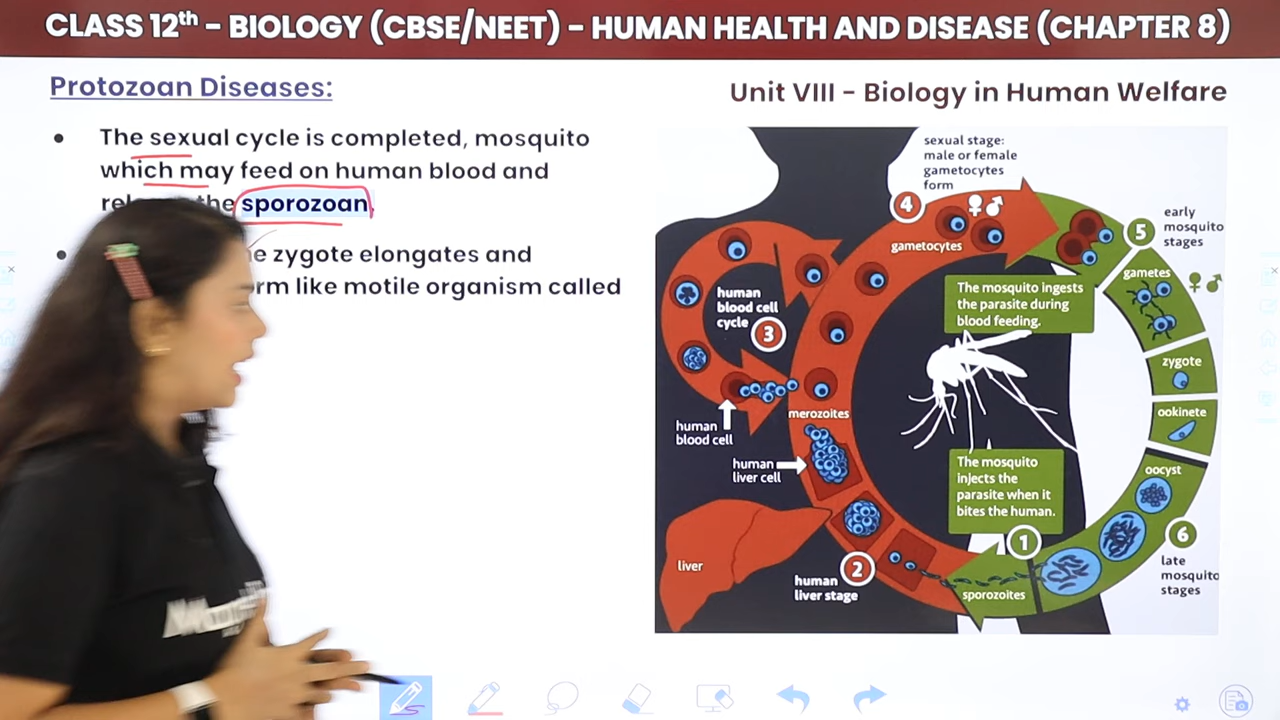 CLASS 12th – BIOLOGY (CBSE/NEET) – HUMAN HEALTH AND DISEASE (CHAPTER 8)
Protozoan Diseases:
Unit VIII – Biology in Human Welfare
• The sexual cycle is completed, mosquito
which may feed on human blood and
the sporozoan
• zygote elongates and
like motile organism called
sexual stage:
male or female
gametocytes
form
4
gametocytes
5
early
mosquito
stages
gametes
The mosquito ingests
the parasite during
blood feeding.
human
blood cell
cycle
3
zygote
ookinete
merozoites
human
blood cell
human
liver cell
oocyst
The mosquito
injects the
parasite when it
bites the human.
1
6
late
mosquito
stages
liver
2
human
liver stage
sporozoites